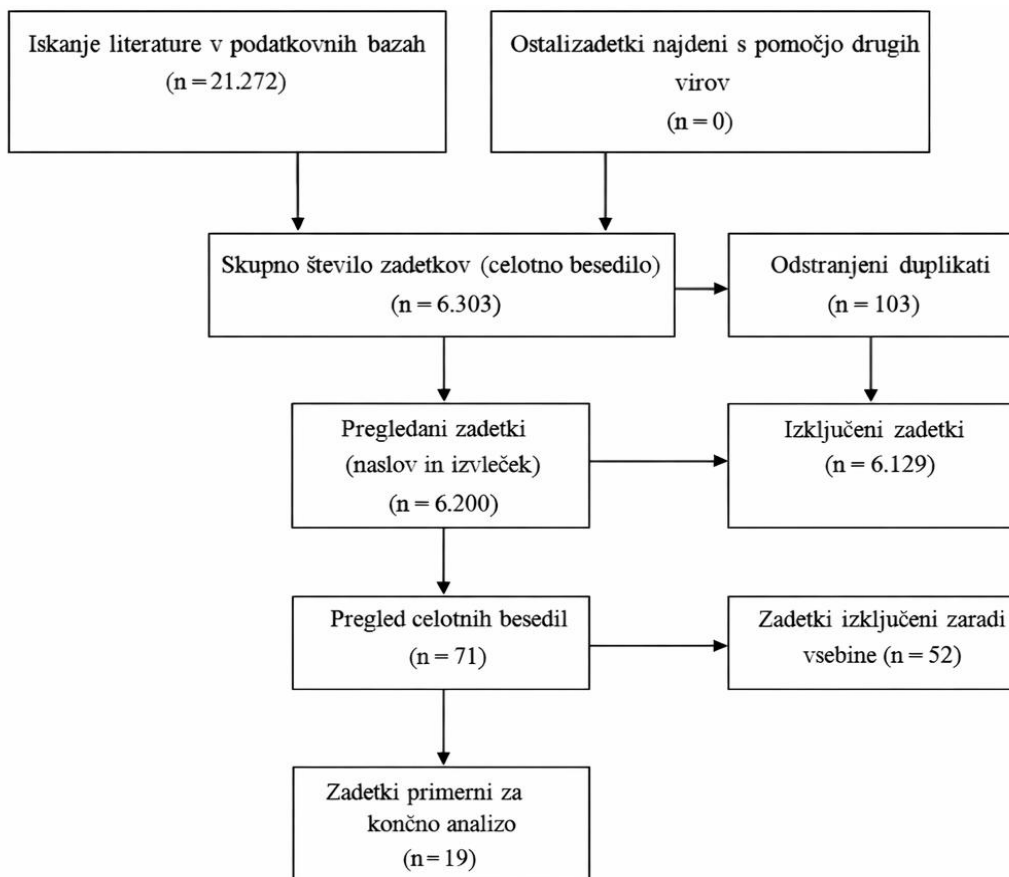 Iskanje literature v podatkovnih bazah
(n = 21.272)
Ostalizadetki najdeni s pomočjo drugih
virov
(n = 0)
Skupno število zadetkov (celotno besedilo)
(n = 6.303)
Odstranjeni duplikati
(n = 103)
Pregledani zadetki
(naslov in izvleček)
(n = 6.200)
Izključeni zadetki
(n = 6.129)
Pregled celotnih besedil
(n = 71)
Zadetki izključeni zaradi
vsebine (n = 52)
Zadetki primerni za
končno analizo
(n = 19)